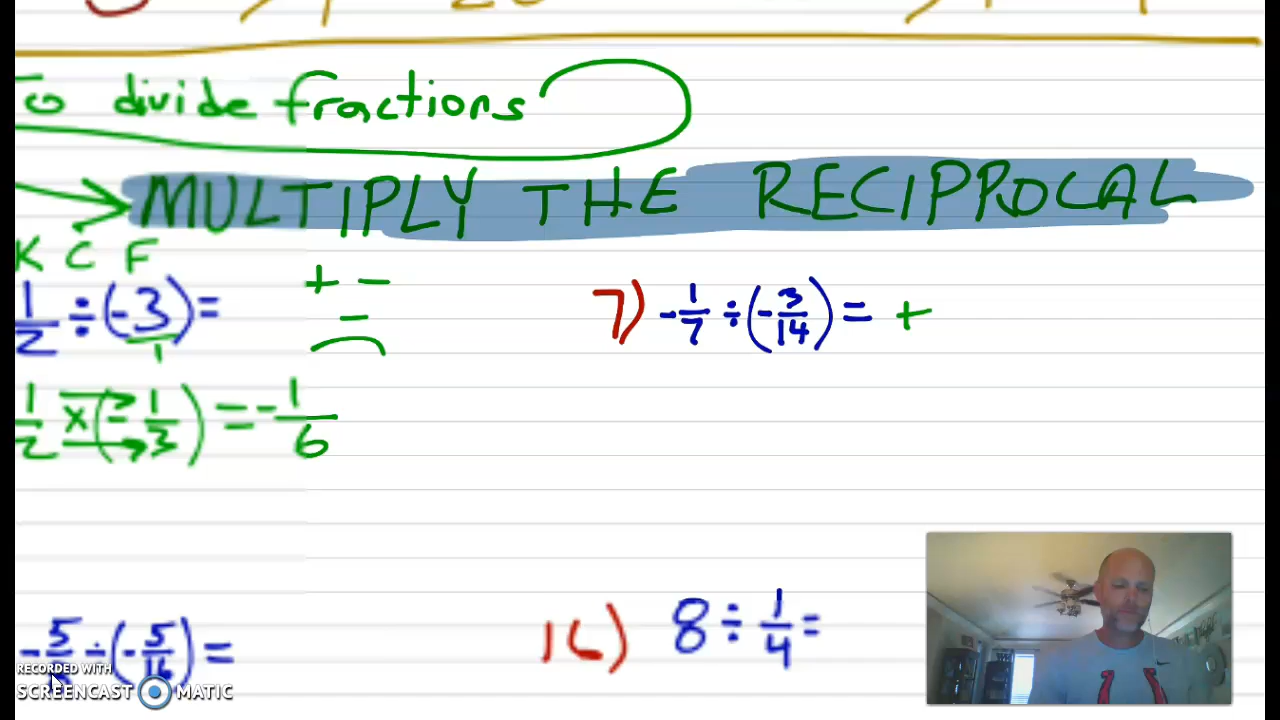 To divide fractions
MULTIPLY THE RECIPROCAL
K C F
1/2 ÷ (-3/1) =
+ -
-
7) -1/7 ÷ (-3/14) = +
1/2 x (-1/3) = -1/6
÷ (-5/16) =
16) 8 ÷ 1/4 =
RECORDED WITH
SCREENCAST MATIC